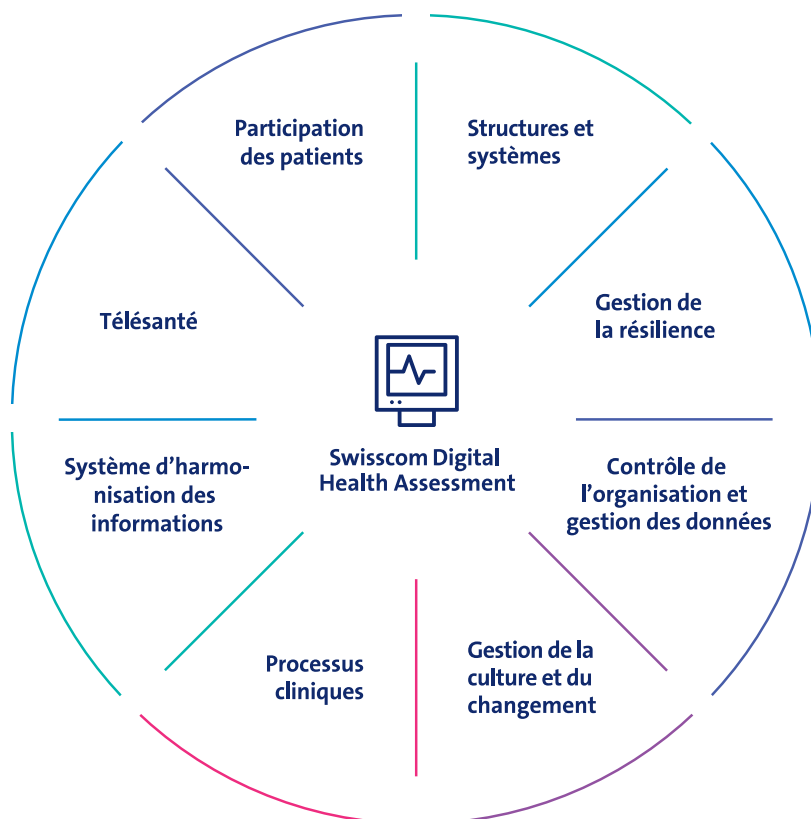 Participation
des patients
Structures et
systèmes
Télésanté
Gestion de
la résilience
Swisscom Digital
Health Assessment
Système d'harmo-
nisation des
informations
Contrôle de
l'organisation et
gestion des données
Processus
cliniques
Gestion de la
culture et du
changement